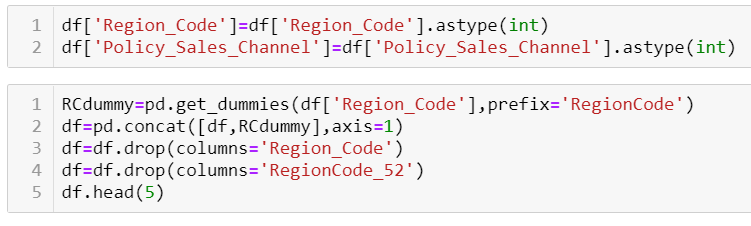 1 df['Region_Code']=df['Region_Code'].astype(int)
2 df['Policy_Sales_Channel']=df['Policy_Sales_Channel'].astype(int)
1 RCdummy=pd.get_dummies(df['Region_Code'],prefix='RegionCode')
2 df=pd.concat([df,RCdummy],axis=1)
3 df=df.drop(columns='Region_Code')
4 df=df.drop(columns='RegionCode_52')
5 df.head(5)